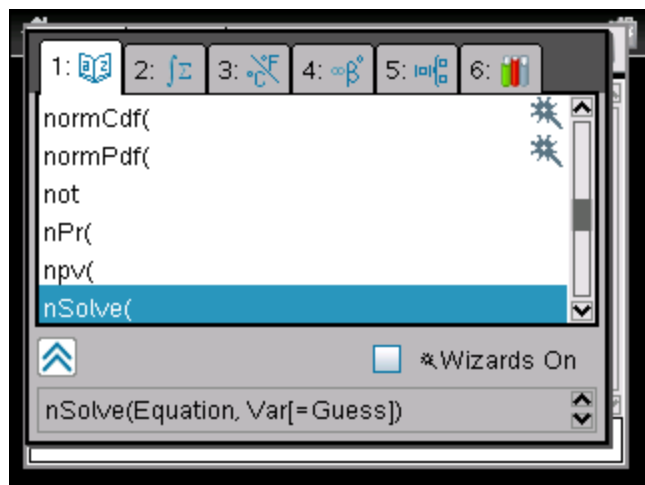 1: 2: ∫Σ 3: °C°F 4: ∞β° 5: 6:
normCdf(
normPdf(
not
nPr(
npv(
nSolve(
Wizards On
nSolve(Equation, Var[=Guess])